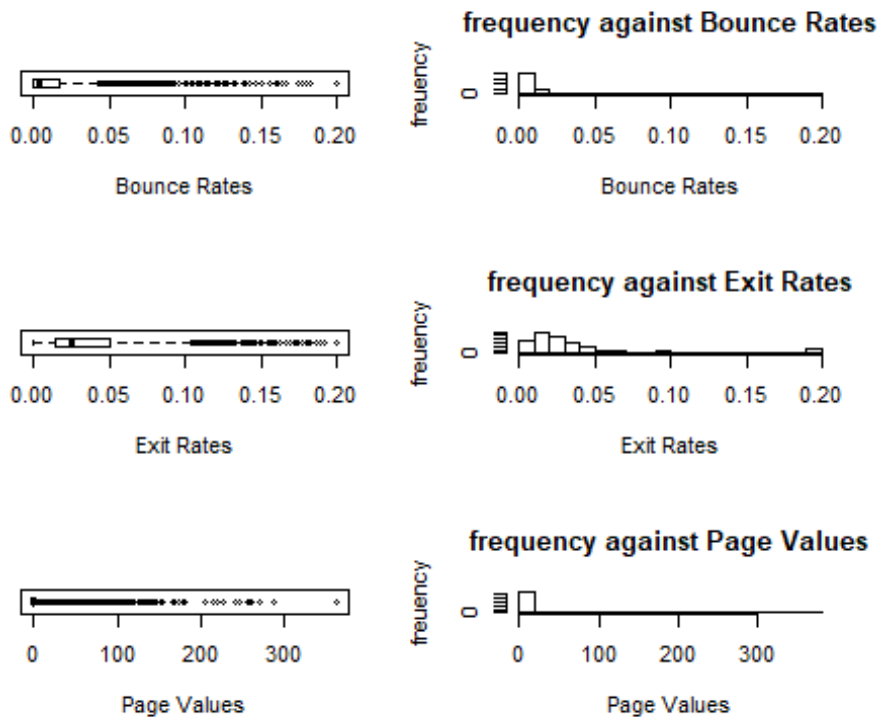 frequency against Bounce Rates
freuency
0
0.00 0.05 0.10 0.15 0.20
Bounce Rates
0.00 0.05 0.10 0.15 0.20
Bounce Rates
frequency against Exit Rates
freuency
0
0.00 0.05 0.10 0.15 0.20
Exit Rates
0.00 0.05 0.10 0.15 0.20
Exit Rates
frequency against Page Values
freuency
0
0 100 200 300
Page Values
0 100 200 300
Page Values